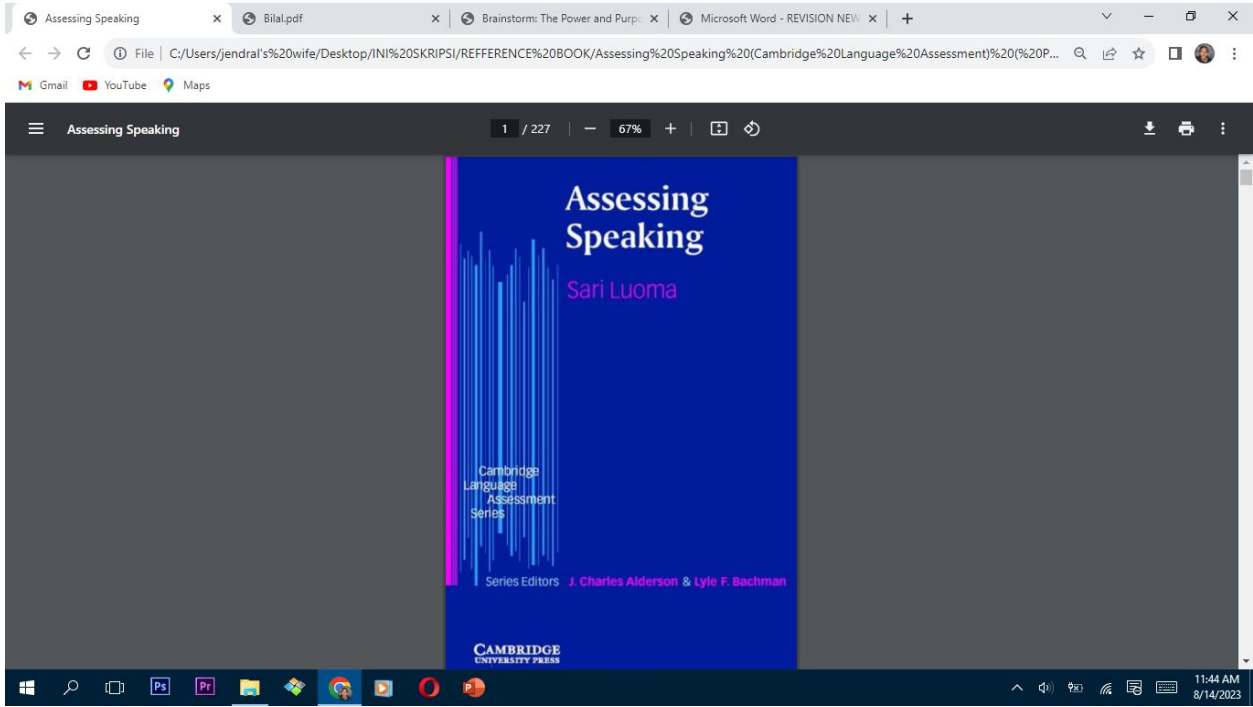 Assessing Speaking
Bilal.pdf
Brainstorm: The Power and Purpo
Microsoft Word - REVISION NEW
File | C:/Users/jendral's%20wife/Desktop/INI%20SKRIPSI/REFFERENCE%20BOOK/Assessing%20Speaking%20(Cambridge%20Language%20Assessment)%20(%20P...
Gmail
YouTube
Maps
Assessing Speaking
1 / 227
67%
Assessing
Speaking
Sari Luoma
Cambridge
Language
Assessment
Series
Series Editors J. Charles Alderson & Lyle F. Bachman
CAMBRIDGE
UNIVERSITY PRESS
Ps
Pr
11:44 AM
8/14/2023